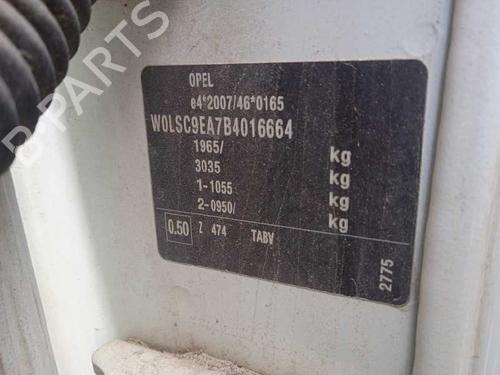 OPEL
e4*2007/46*0165
W0LSC9EA7B4016664
1965/ kg
3035 kg
1-1055 kg
2-0950/ kg
0.50 Z 474 TABV
2775
B-PARTS